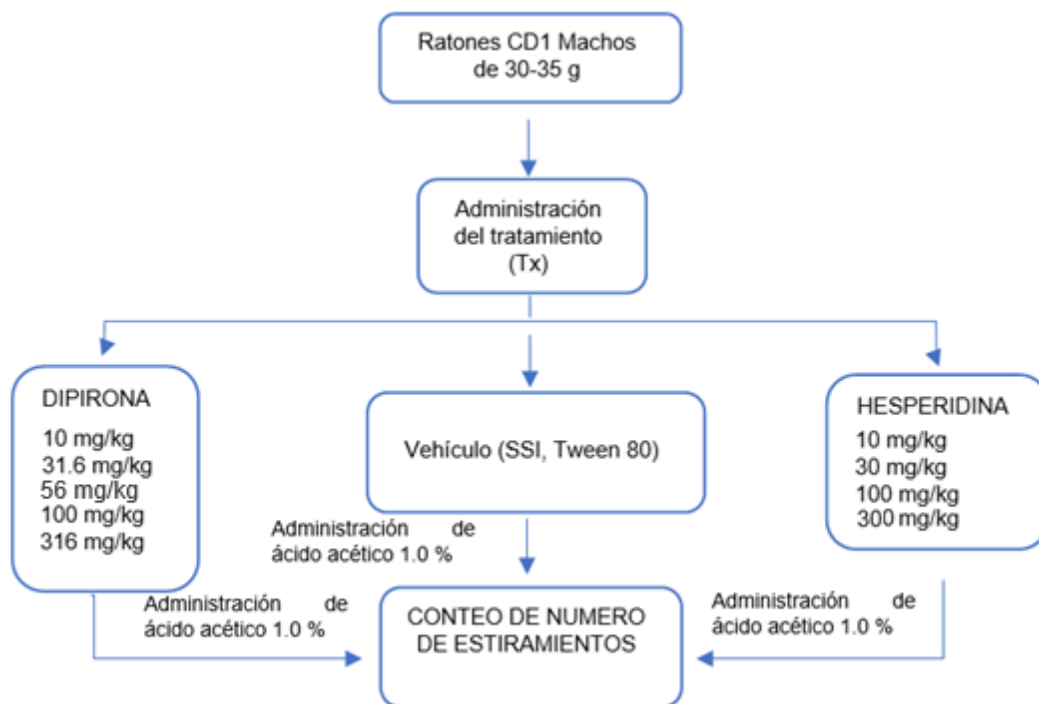 Ratones CD1 Machos
de 30-35 g
Administración
del tratamiento
(Tx)
DIPIRONA
10 mg/kg
31.6 mg/kg
56 mg/kg
100 mg/kg
316 mg/kg
Vehículo (SSI, Tween 80)
HESPERIDINA
10 mg/kg
30 mg/kg
100 mg/kg
300 mg/kg
Administración de
ácido acético 1.0 %
Administración de
ácido acético 1.0 %
CONTEO DE NUMERO
DE ESTIRAMIENTOS
Administración de
ácido acético 1.0 %